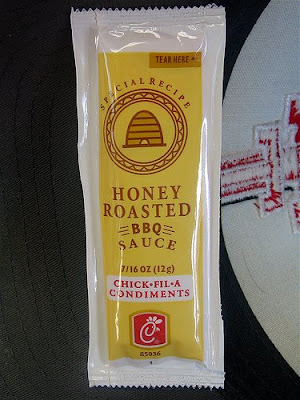 TEAR HERE
SPECIAL RECIPE
HONEY
ROASTED
BBQ
SAUCE
7/16 OZ (12g)
CHICK•FIL•A
CONDIMENTS
85936